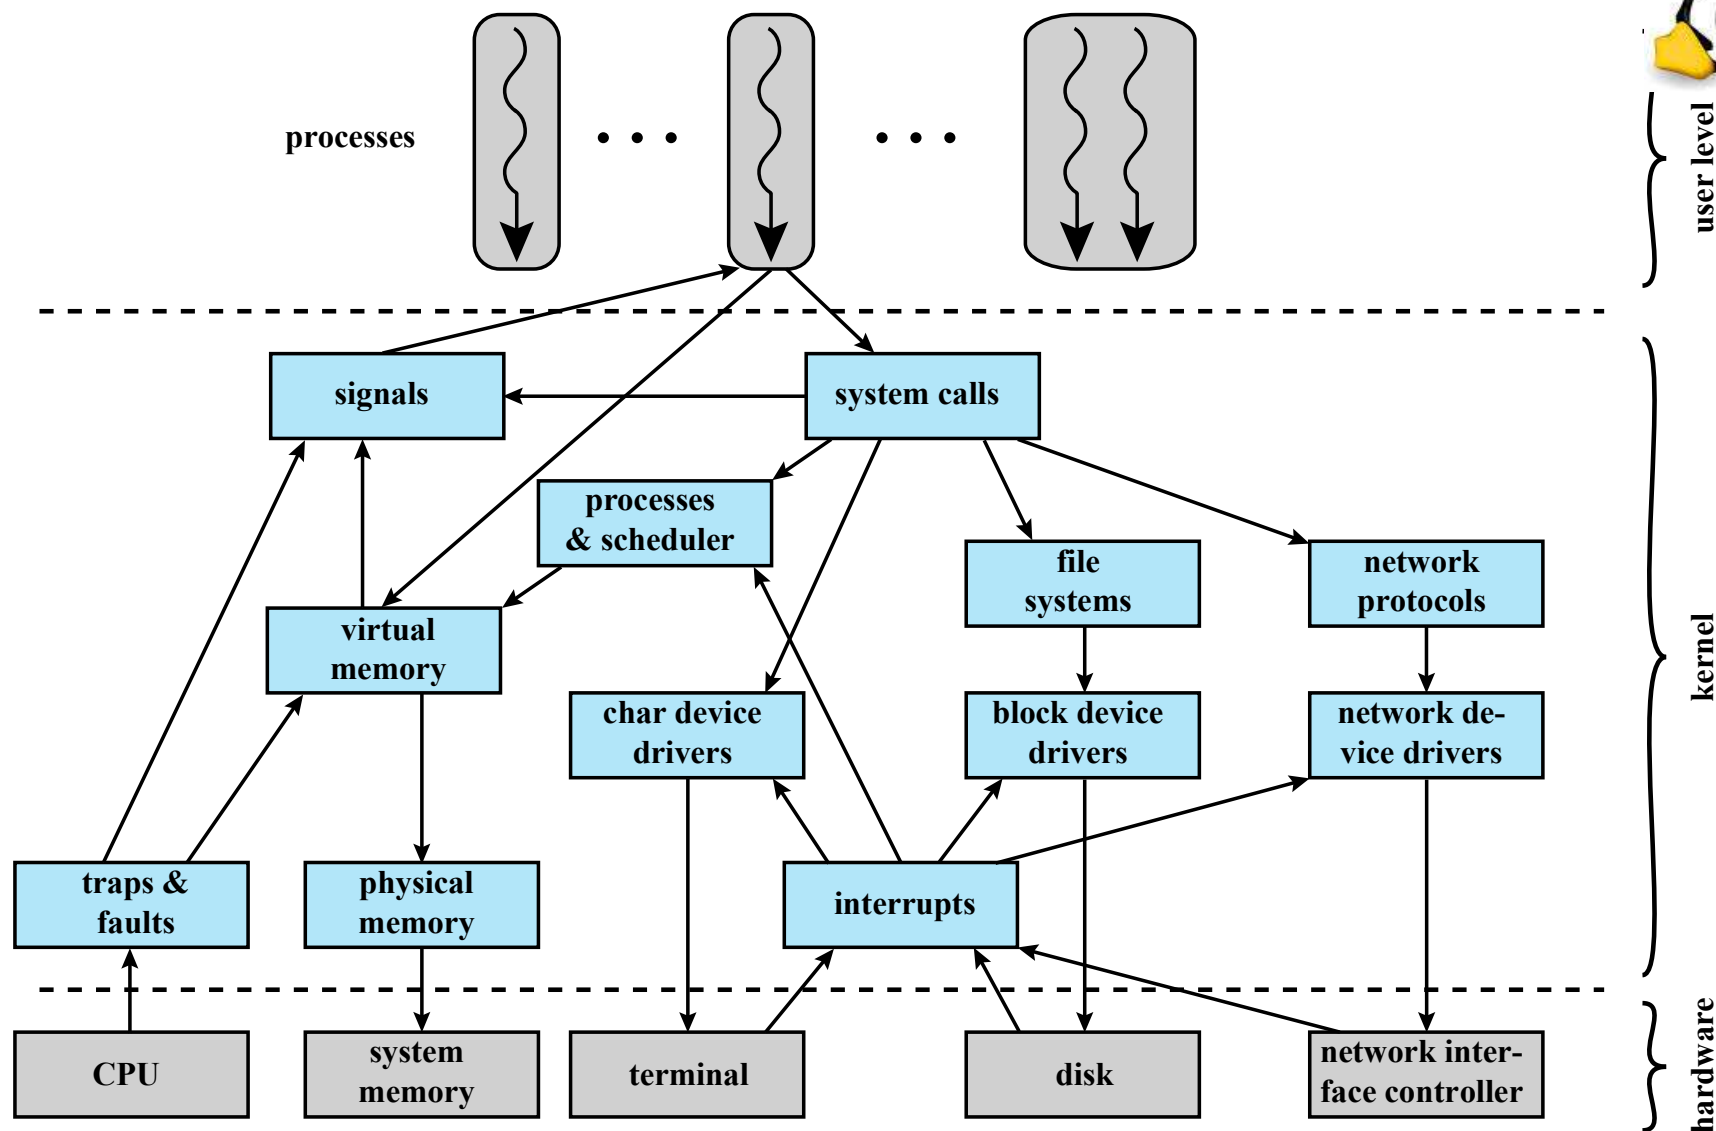 processes
user level
signals
system calls
processes
& scheduler
file
systems
network
protocols
virtual
memory
kernel
char device
drivers
block device
drivers
network de-
vice drivers
traps &
faults
physical
memory
interrupts
CPU
system
memory
terminal
disk
network inter-
face controller
hardware